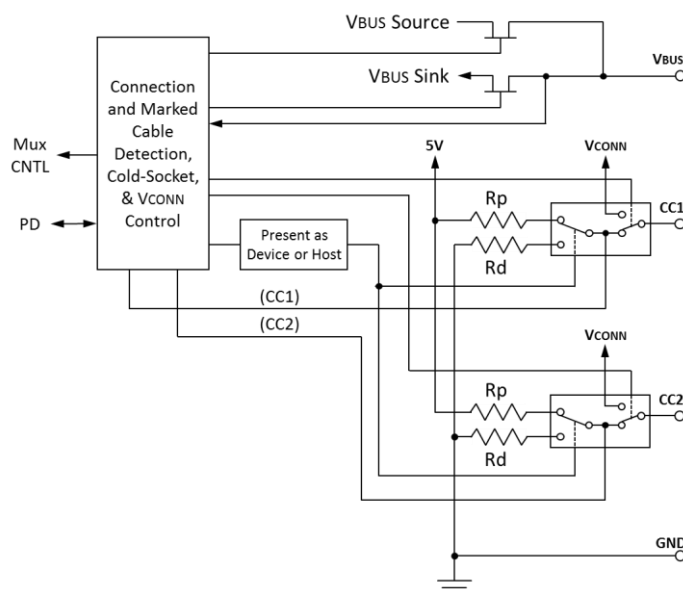 VBUS Source
VBUS
VBUS Sink
Connection
and Marked
Cable
Detection,
Cold-Socket,
& VCONN
Control
Mux
CNTL
PD
5V
VCONN
Rp
CC1
Rd
Present as
Device or Host
(CC1)
(CC2)
VCONN
Rp
CC2
Rd
GND